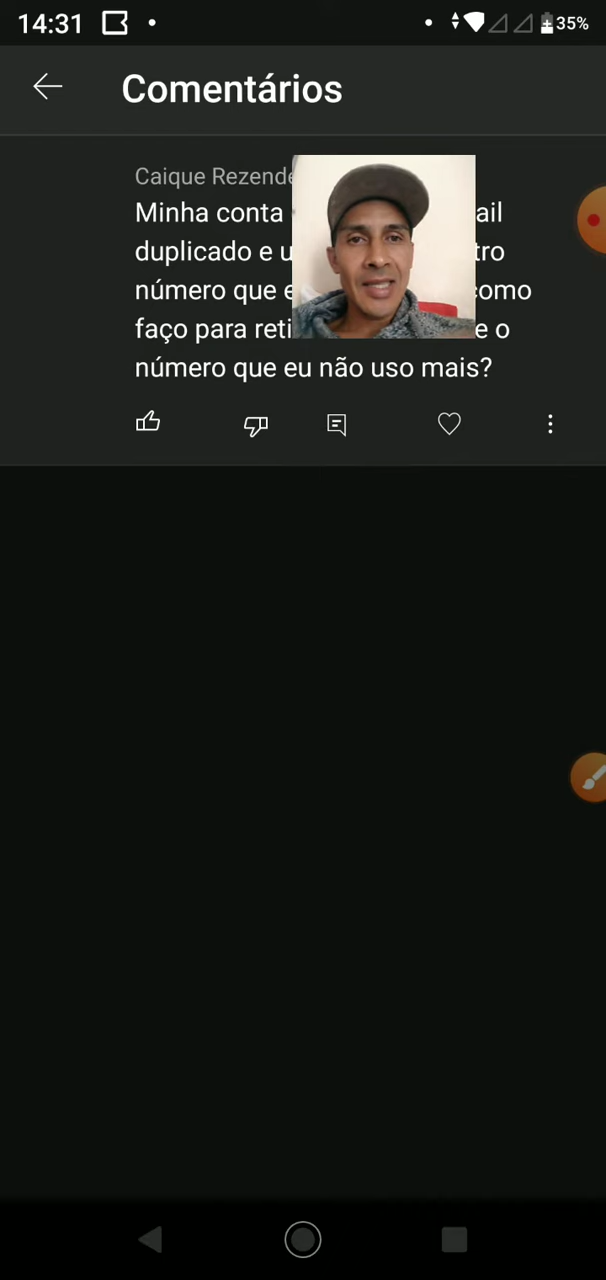 14:31
35%
Comentários
Caique Rezende
Minha conta ail
duplicado e u tro
número que e como
faço para reti e o
número que eu não uso mais?